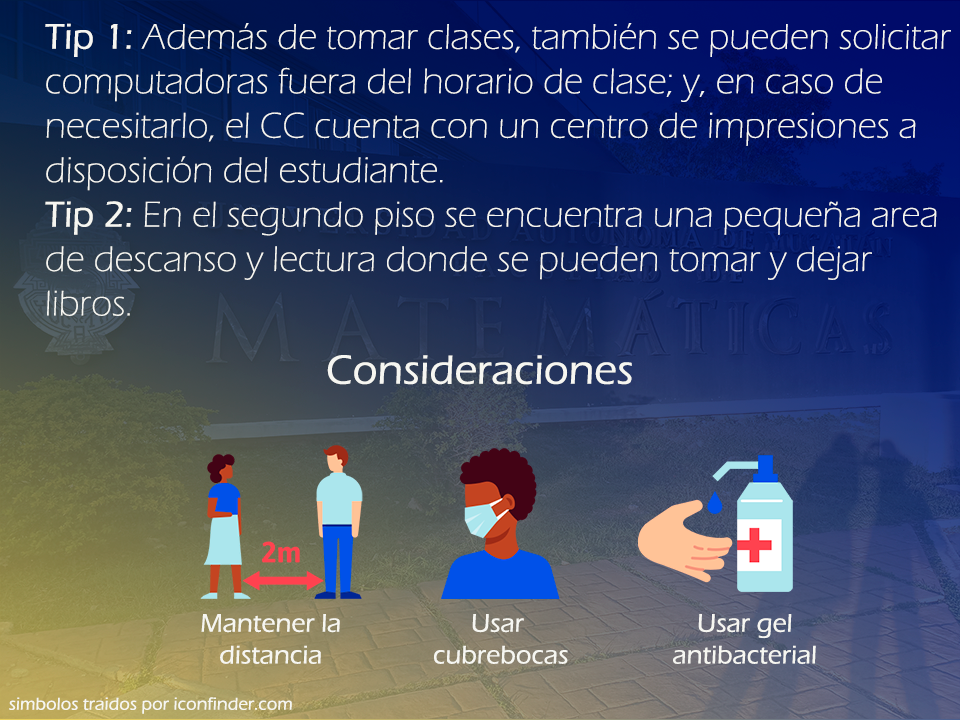 Tip 1: Además de tomar clases, también se pueden solicitar
computadoras fuera del horario de clase; y, en caso de
necesitarlo, el CC cuenta con un centro de impresiones a
disposición del estudiante.
Tip 2: En el segundo piso se encuentra una pequeña area
de descanso y lectura donde se pueden tomar y dejar
libros.
MATEMÁTICAS
Consideraciones
2m
Mantener la
distancia
Usar
cubrebocas
Usar gel
antibacterial
simbolos traidos por iconfinder.com